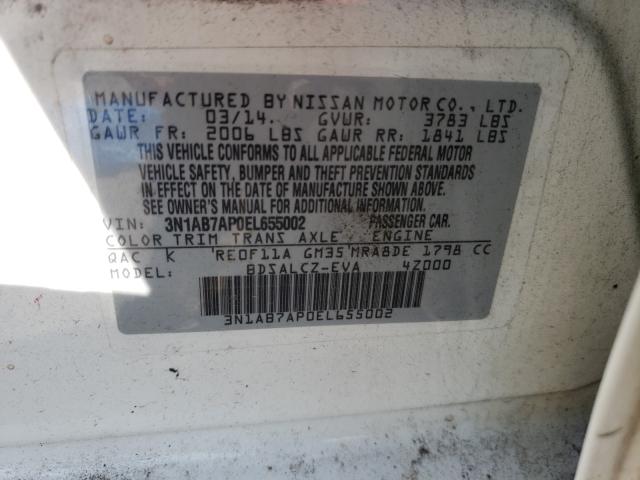 MANUFACTURED BY NISSAN MOTOR CO., LTD.
DATE: 03/14. GVWR: 3783 LBS
GAWR FR: 2006 LBS GAWR RR: 1841 LBS
THIS VEHICLE CONFORMS TO ALL APPLICABLE FEDERAL MOTOR
VEHICLE SAFETY, BUMPER AND THEFT PREVENTION STANDARDS
IN EFFECT ON THE DATE OF MANUFACTURE SHOWN ABOVE.
SEE OWNER'S MANUAL FOR ADDITIONAL INFORMATION.
VIN: 3N1AB7AP0EL655002 PASSENGER CAR.
COLOR TRIM TRANS AXLE ENGINE
QAC K RE0F11A GM35 MRA8DE 1798 CC
MODEL: BDSALCZ-EVA 4Z000
3N1AB7AP0EL655002